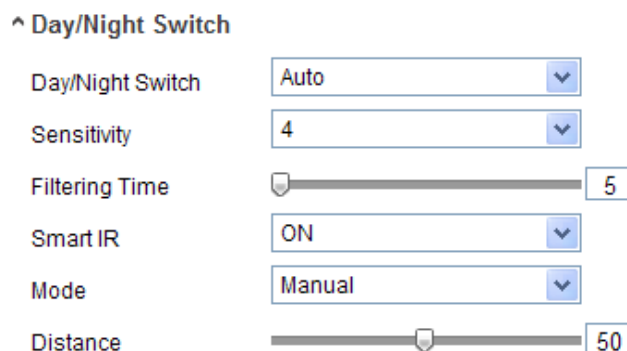 Day/Night Switch
Day/Night Switch Auto
Sensitivity 4
Filtering Time 5
Smart IR ON
Mode Manual
Distance 50